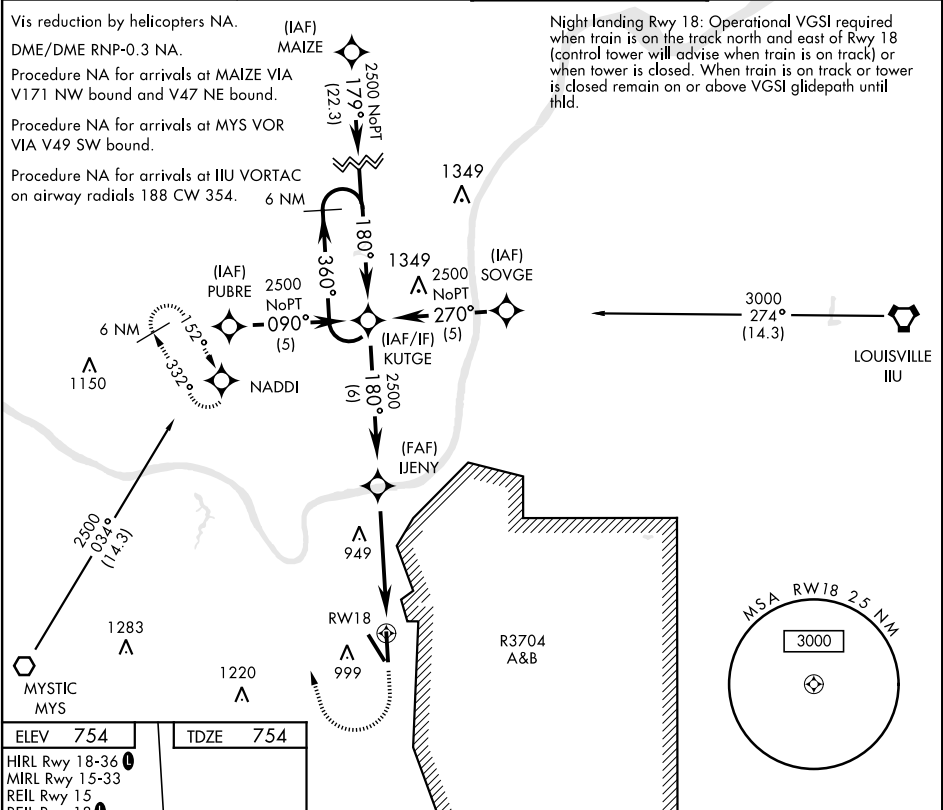 Vis reduction by helicopters NA.
DME/DME RNP-0.3 NA.
Procedure NA for arrivals at MAIZE VIA
V171 NW bound and V47 NE bound.
Procedure NA for arrivals at MYS VOR
VIA V49 SW bound.
Procedure NA for arrivals at IIU VORTAC
on airway radials 188 CW 354.
Night landing Rwy 18: Operational VGSI required
when train is on the track north and east of Rwy 18
(control tower will advise when train is on track) or
when tower is closed. When train is on track or tower
is closed remain on or above VGSI glidepath until
thld.
(IAF)
MAIZE
2500 NoPT
179°
(22.3)
6 NM
180°
360°
1349
1349
(IAF)
PUBRE
2500
NoPT
090°
(5)
(IAF/IF)
KUTGE
2500
NoPT
270°
(5)
(IAF)
SOVGE
3000
274°
(14.3)
LOUISVILLE
IIU
6 NM
152°
332°
NADDI
1150
2500
180°
(6)
(FAF)
IJENY
2500
034°
(14.3)
949
RW18
999
1283
1220
MYSTIC
MYS
R3704
A&B
MSA RW18 25 NM
3000
ELEV 754
TDZE 754
HIRL Rwy 18-36 L
MIRL Rwy 15-33
REIL Rwy 15
REIL Rwy 18 L